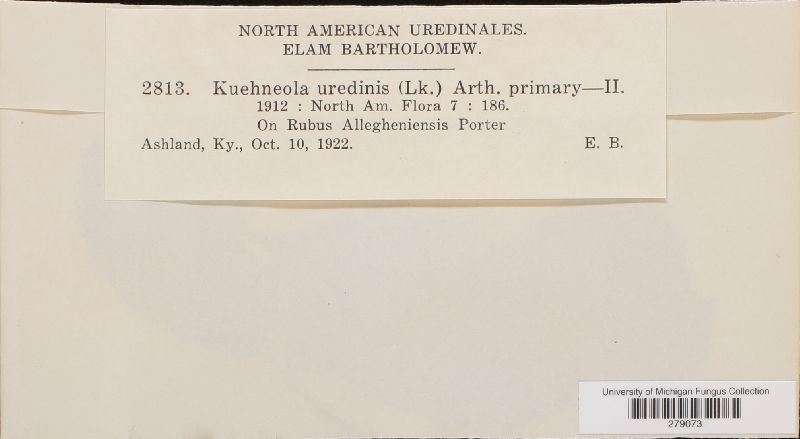 NORTH AMERICAN UREDINALES.
ELAM BARTHOLOMEW.
2813. Kuehneola uredinis (Lk.) Arth. primary—II.
1912 : North Am. Flora 7 : 186.
On Rubus Allegheniensis Porter
Ashland, Ky., Oct. 10, 1922. E. B.
University of Michigan Fungus Collection
279073